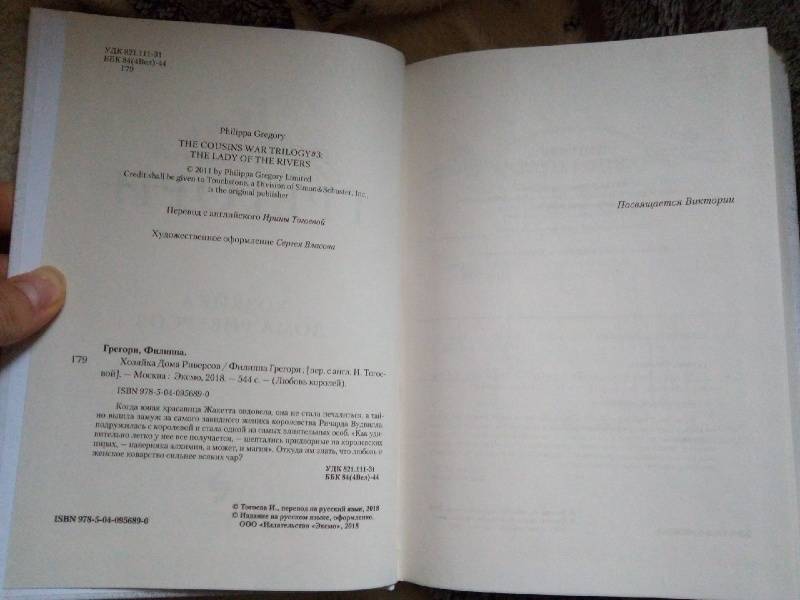 УДК 821.111-31
ББК 84(4Вел)-44
Г79
Philippa Gregory
THE COUSINS WAR TRILOGY#3:
THE LADY OF THE RIVERS
© 2011 by Philippa Gregory Limited
Credit shall be given to Touchstone, a Division of Simon&Schuster, Inc.,
is the original publisher
Перевод с английского Ирины Тогоевой
Художественное оформление Сергея Власова
Грегори, Филиппа.
Г79 Хозяйка Дома Риверсов / Филиппа Грегори ; [пер. с англ. И. Тогое-
вой]. — Москва : Эксмо, 2018. — 544 с. — (Любовь королей).
ISBN 978-5-04-095689-0
Когда юная красавица Жакетта овдовела, она не стала печалиться, а тай-
но вышла замуж за самого завидного жениха королевства Ричарда Вудвилла,
подружилась с королевой и стала одной из самых влиятельных особ. «Как уди-
вительно легко у нее все получается, — шептались придворные на королевских
пирах, — наверняка алхимия, а может, и магия». Откуда им знать, что любовь и
женское коварство сильнее всяких чар?
УДК 821.111-31
ББК 84(4Вел)-44
© Тогоева И., перевод на русский язык, 2018
© Издание на русском языке, оформление.
ООО «Издательство «Эксмо», 2018
ISBN 978-5-04-095689-0
Посвящается Виктории